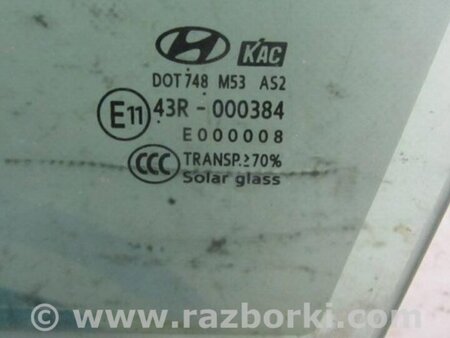 KAC
DOT 748 M53 AS2
E11 43R - 000384
E000008
CCC TRANSP.≥70%
Solar glass
© www.razborki.com